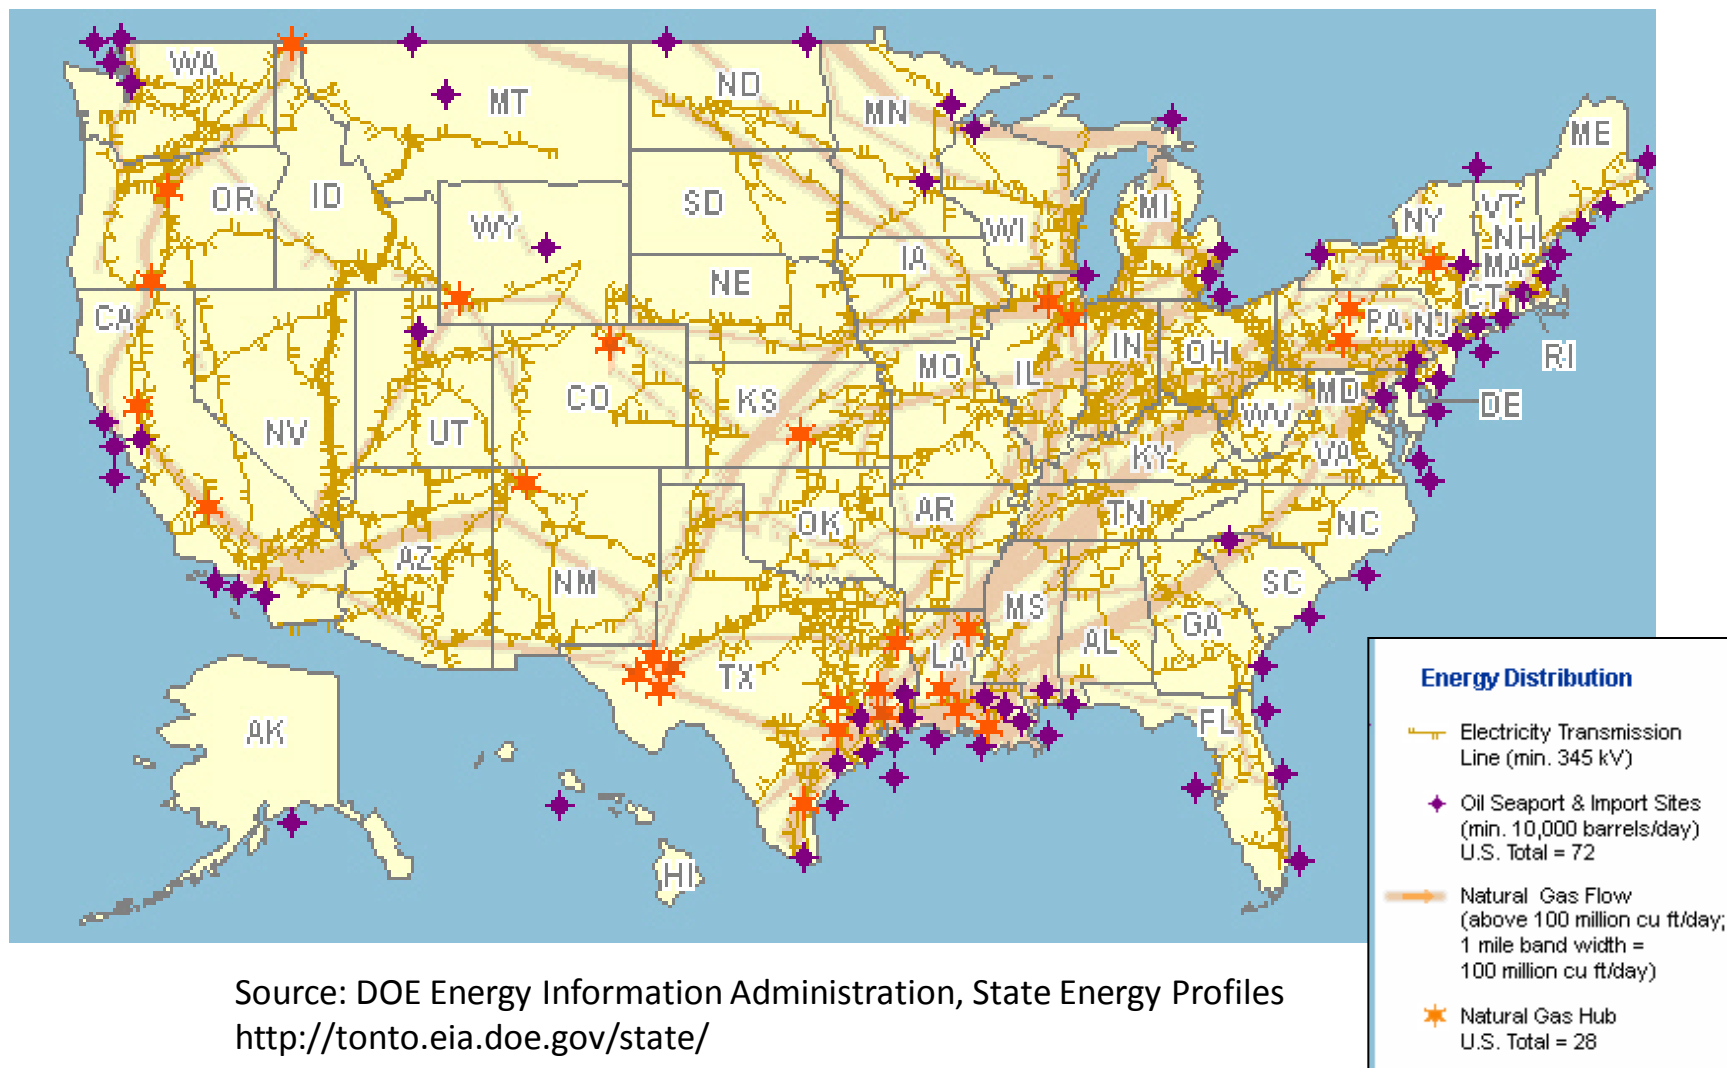 WA
MT
ND
MN
ME
OR
ID
SD
WI
MI
NY
VT
NH
WY
IA
MA
NE
CT
CA
PA
NJ
RI
NV
UT
CO
KS
MO
IL
IN
OH
MD
DE
WV
KY
VA
AZ
NM
OK
AR
TN
NC
MS
AL
GA
SC
TX
LA
FL
AK
HI
Energy Distribution
Electricity Transmission
Line (min. 345 kV)
Oil Seaport & Import Sites
(min. 10,000 barrels/day)
U.S. Total = 72
Natural Gas Flow
(above 100 million cu ft/day;
1 mile band width =
100 million cu ft/day)
Natural Gas Hub
U.S. Total = 28
Source: DOE Energy Information Administration, State Energy Profiles
http://tonto.eia.doe.gov/state/